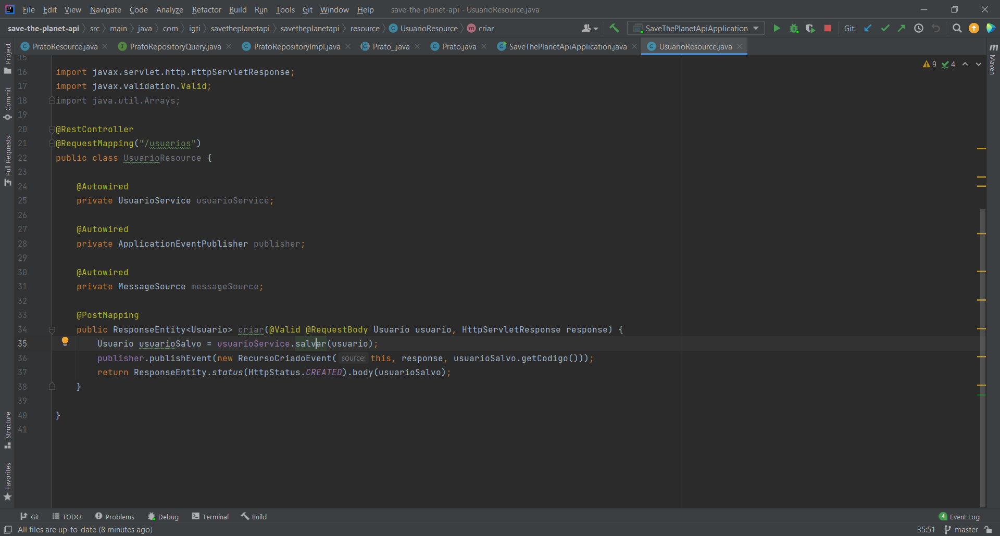 File Edit View Navigate Code Analyze Refactor Build Run Tools Git Window Help save-the-planet-api - UsuarioResource.java
save-the-planet-api src main java com igti savetheplanetapi savetheplanetapi resource UsuarioResource criar SaveThePlanetApiApplication Git:
PratoResource.java PratoRepositoryQuery.java PratoRepositoryImpl.java Prato_.java Prato.java SaveThePlanetApiApplication.java UsuarioResource.java
Project
Commit
Pull Requests
Structure
Favorites
Maven
9 4
15
16 import javax.servlet.http.HttpServletResponse;
17 import javax.validation.Valid;
18 import java.util.Arrays;
19
20 @RestController
21 @RequestMapping("/usuarios")
22 public class UsuarioResource {
23
24 @Autowired
25 private UsuarioService usuarioService;
26
27 @Autowired
28 private ApplicationEventPublisher publisher;
29
30 @Autowired
31 private MessageSource messageSource;
32
33 @PostMapping
34 public ResponseEntity<Usuario> criar(@Valid @RequestBody Usuario usuario, HttpServletResponse response) {
35 Usuario usuarioSalvo = usuarioService.salvar(usuario);
36 publisher.publishEvent(new RecursoCriadoEvent( source: this, response, usuarioSalvo.getCodigo()));
37 return ResponseEntity.status(HttpStatus.CREATED).body(usuarioSalvo);
38 }
39
40 }
41
Git TODO Problems Debug Terminal Build 4 Event Log
All files are up-to-date (8 minutes ago) 35:51 master